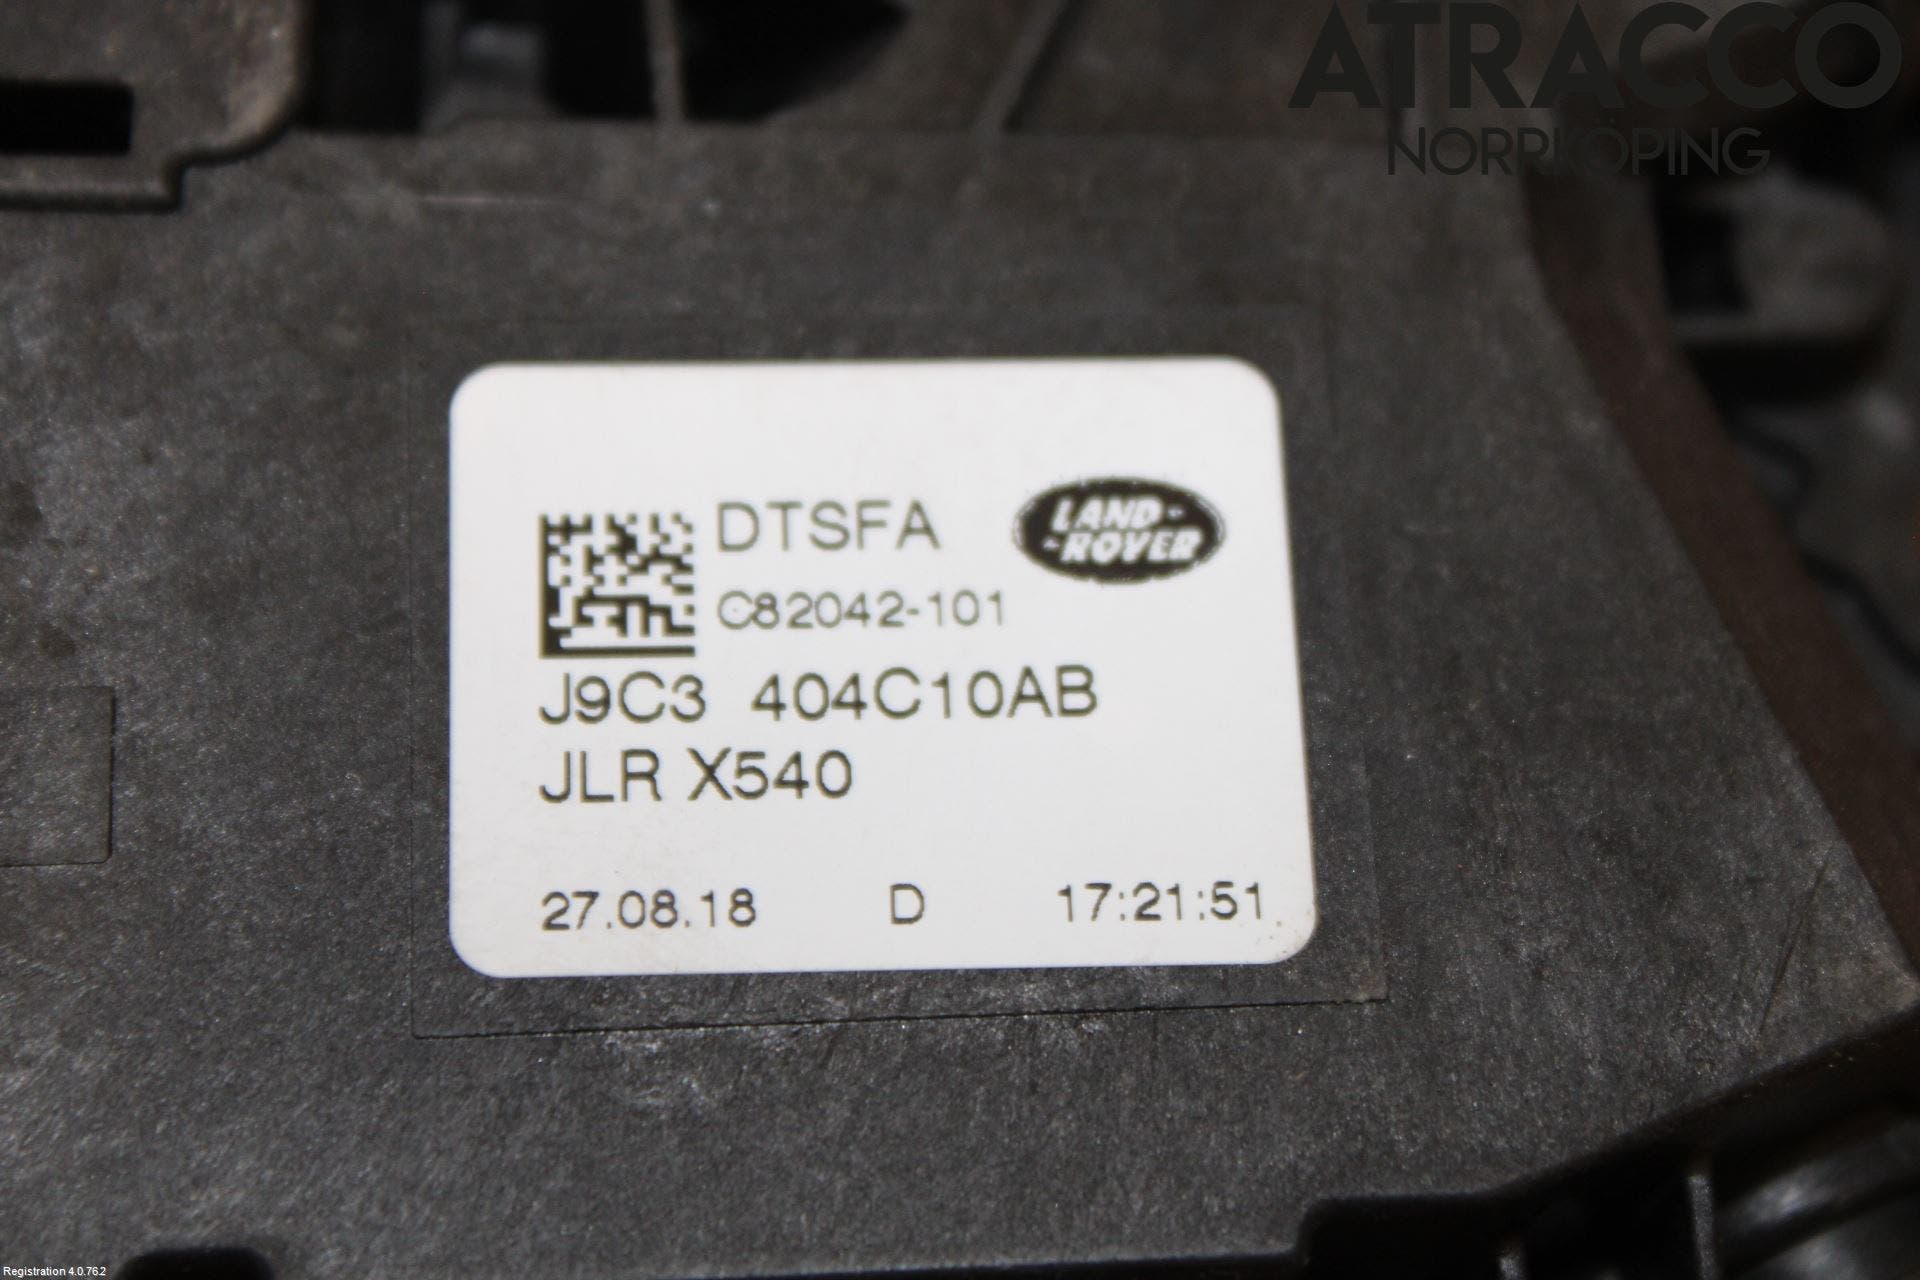 ATRACCO
NORRKÖPING
DTSFA
LAND-
-ROVER
C82042-101
J9C3 404C10AB
JLR X540
27.08.18 D 17:21:51
Registration 4.0.76.2